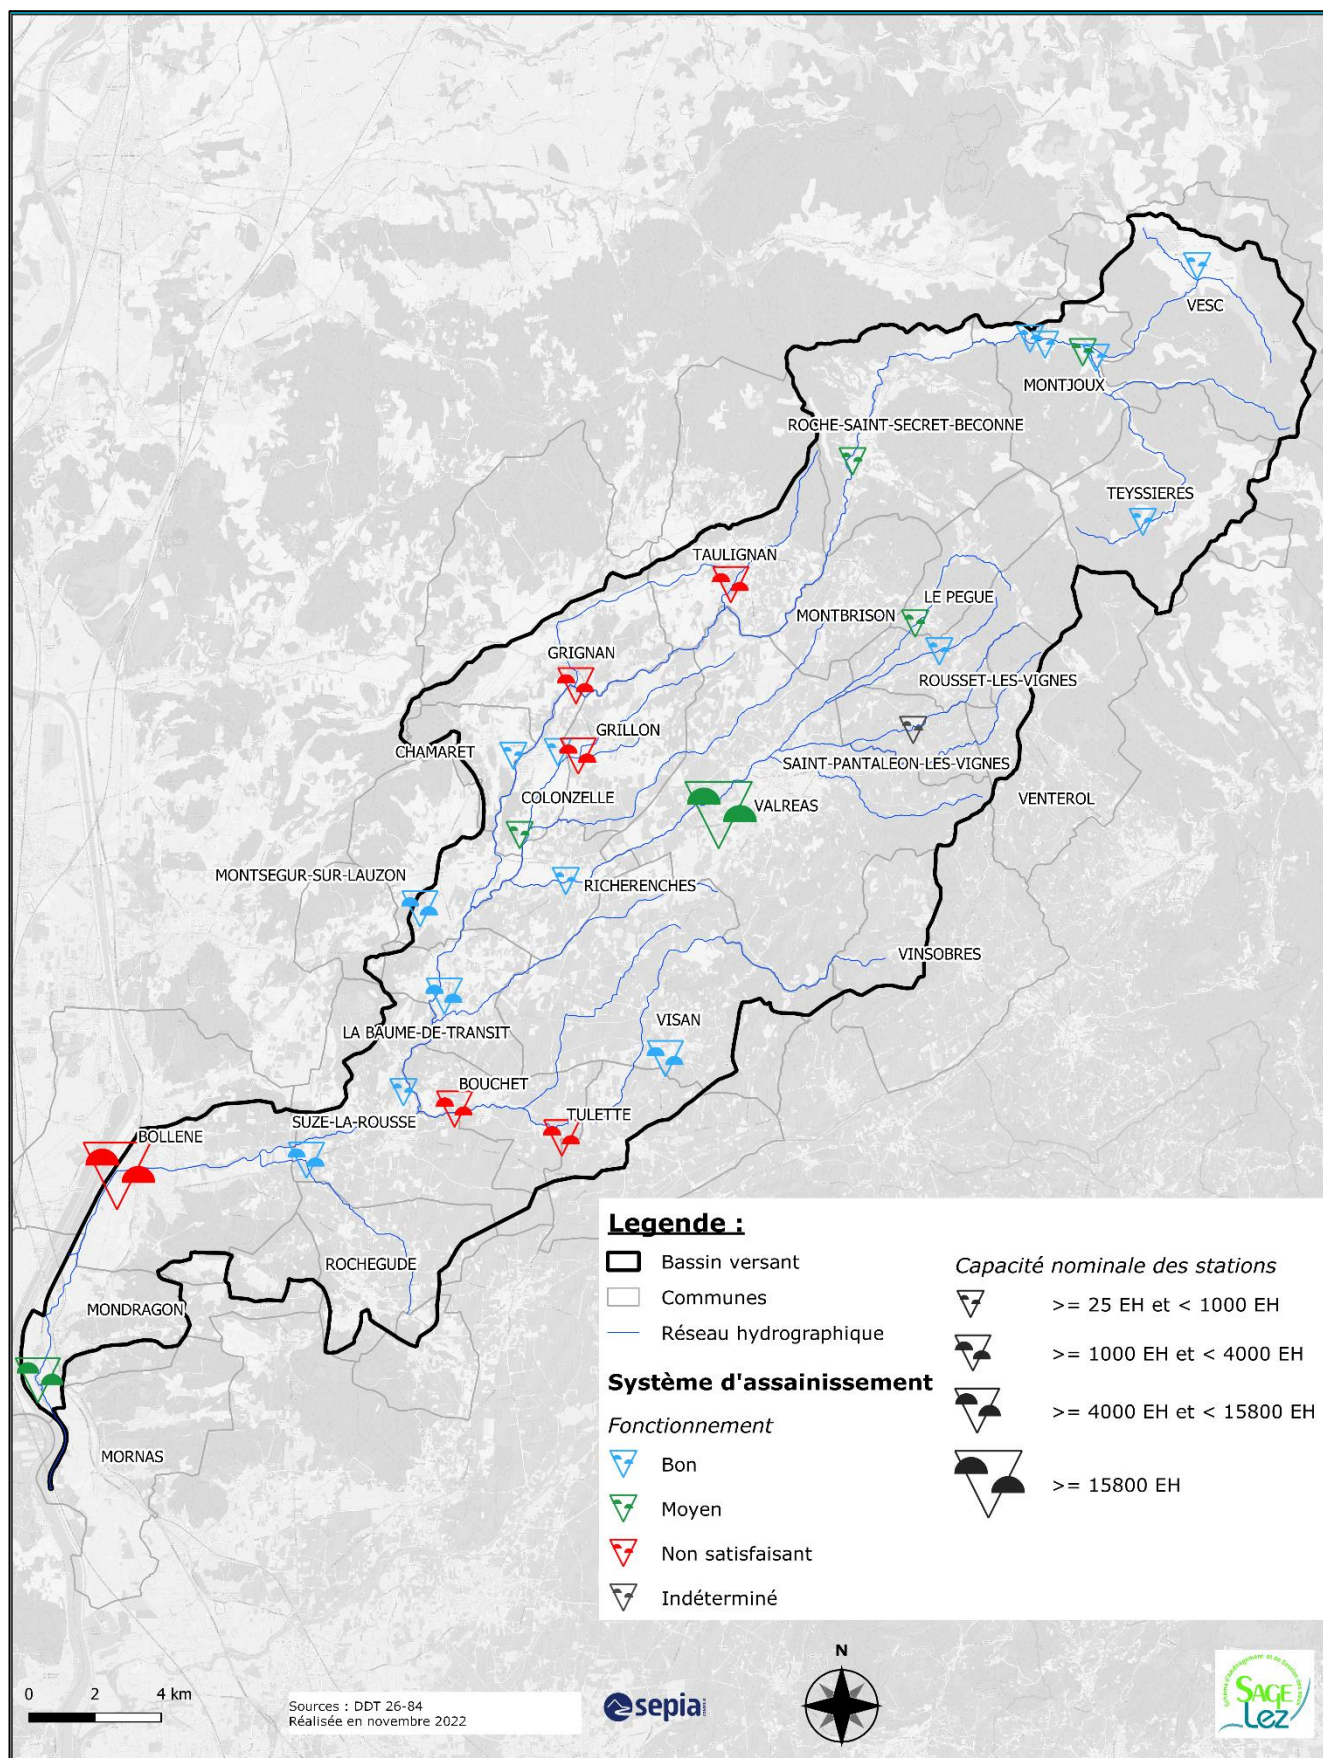 VESC
MONTJOUX
ROCHE-SAINT-SECRET-BECONNE
TEYSSIERES
TAULIGNAN
LE PEGUE
MONTBRISON
GRIGNAN
ROUSSET-LES-VIGNES
GRILLON
CHAMARET
SAINT-PANTALEON-LES-VIGNES
COLONZELLE
VALREAS
VENTEROL
MONTSEGUR-SUR-LAUZON
RICHERENCHES
VINSOBRES
VISAN
LA BAUME-DE-TRANSIT
BOUCHET
TULETTE
SUZE-LA-ROUSSE
BOLLENE
ROCHEGUDE
MONDRAGON
MORNAS
Legende :
Bassin versant
Communes
Réseau hydrographique
Système d'assainissement
Fonctionnement
Bon
Moyen
Non satisfaisant
Indéterminé
Capacité nominale des stations
>= 25 EH et < 1000 EH
>= 1000 EH et < 4000 EH
>= 4000 EH et < 15800 EH
>= 15800 EH
0 2 4 km
Sources : DDT 26-84
Réalisée en novembre 2022
sepia
N
SAGE
Lez